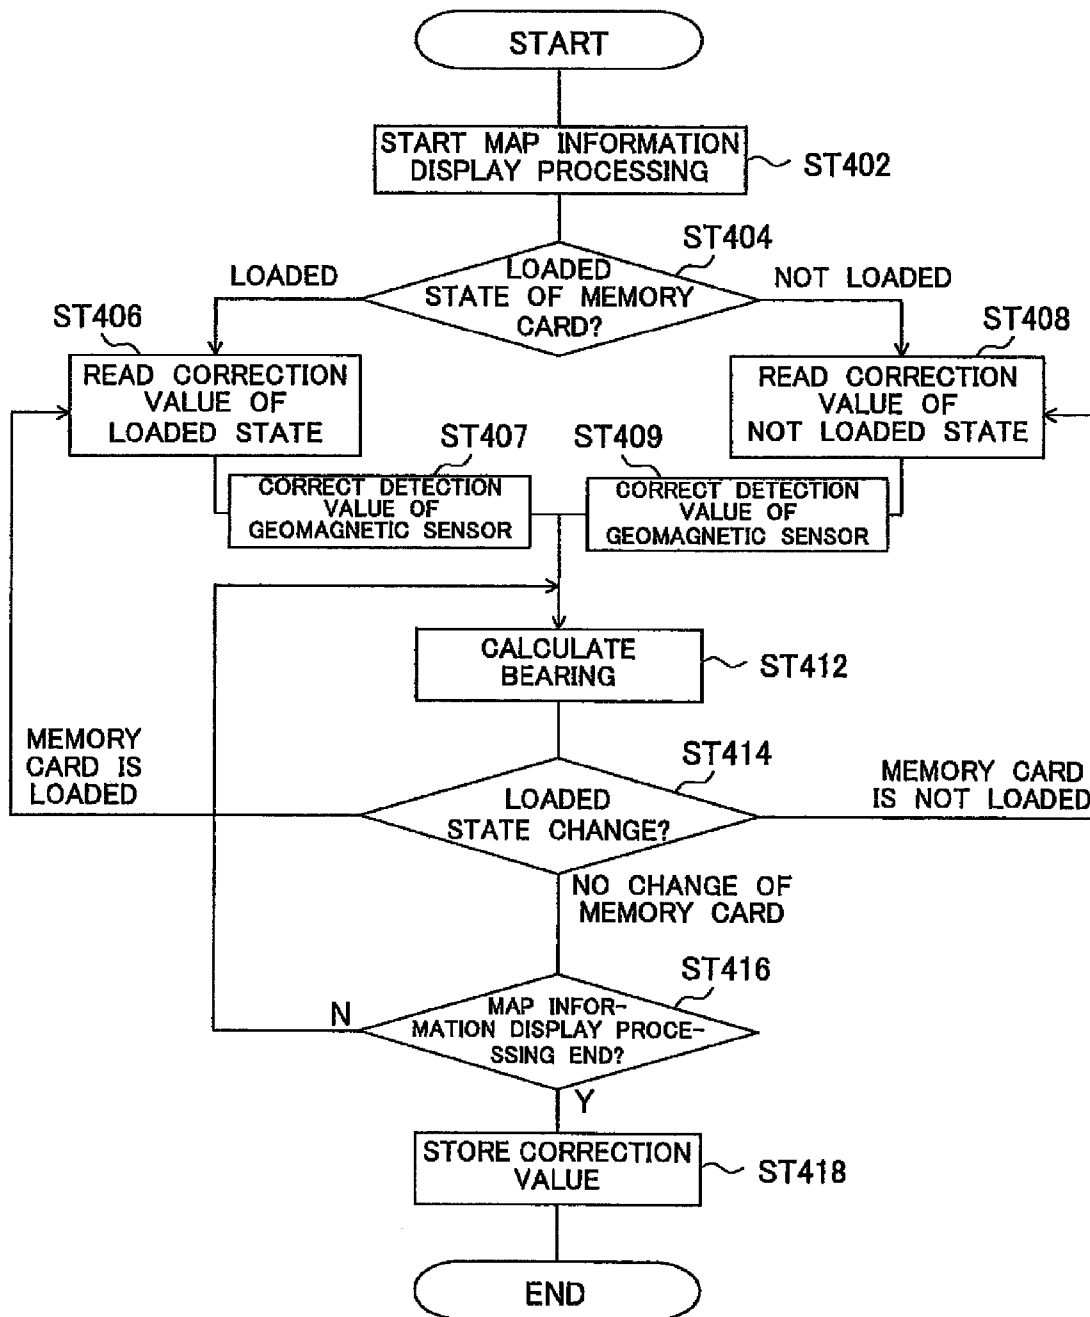 START
START MAP INFORMATION
DISPLAY PROCESSING
ST402
ST404
LOADED
STATE OF MEMORY
CARD?
LOADED
NOT LOADED
ST406
READ CORRECTION
VALUE OF
LOADED STATE
ST408
READ CORRECTION
VALUE OF
NOT LOADED STATE
ST407
CORRECT DETECTION
VALUE OF
GEOMAGNETIC SENSOR
ST409
CORRECT DETECTION
VALUE OF
GEOMAGNETIC SENSOR
CALCULATE
BEARING
ST412
MEMORY
CARD IS
LOADED
ST414
LOADED
STATE CHANGE?
MEMORY CARD
IS NOT LOADED
NO CHANGE OF
MEMORY CARD
ST416
MAP INFOR-
MATION DISPLAY PROCE-
SSING END?
N
Y
STORE CORRECTION
VALUE
ST418
END